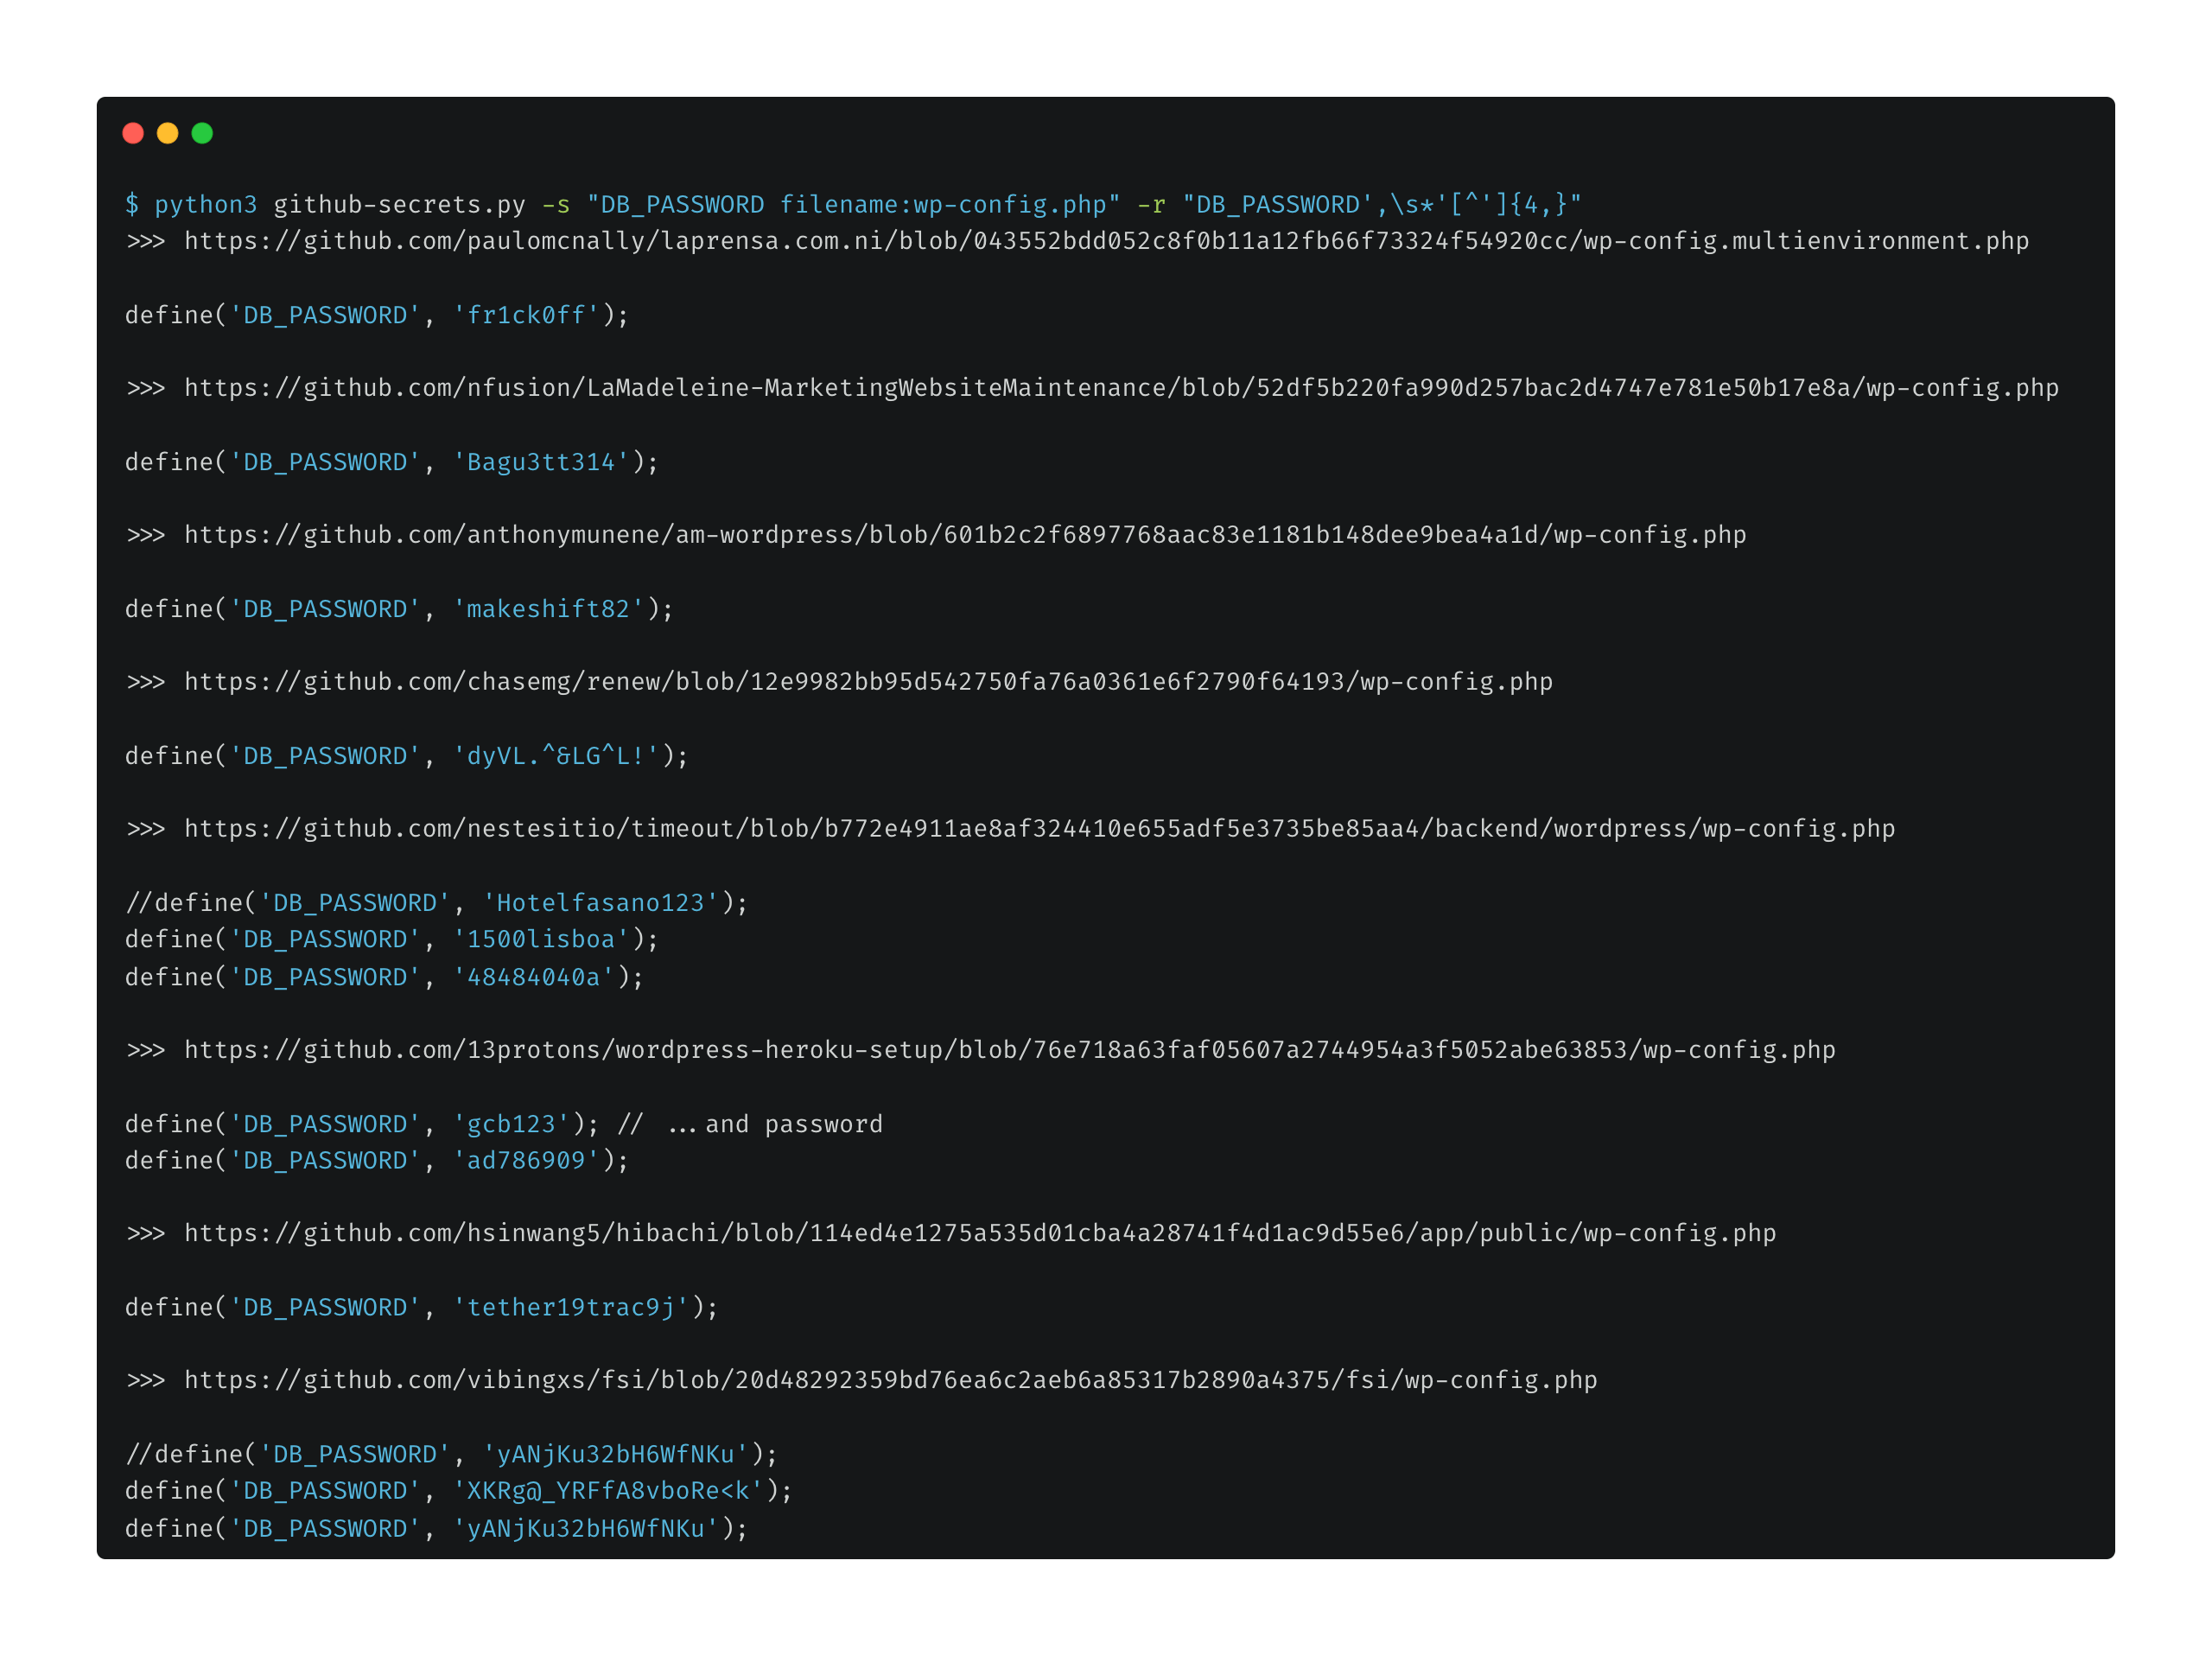 $ python3 github-secrets.py -s "DB_PASSWORD filename:wp-config.php" -r "DB_PASSWORD',\s*'[^']{4,}"
>>> https://github.com/paulomcnally/laprensa.com.ni/blob/043552bdd052c8f0b11a12fb66f73324f54920cc/wp-config.multienvironment.php
define('DB_PASSWORD', 'fr1ck0ff');
>>> https://github.com/nfusion/LaMadeleine-MarketingWebsiteMaintenance/blob/52df5b220fa990d257bac2d4747e781e50b17e8a/wp-config.php
define('DB_PASSWORD', 'Bagu3tt314');
>>> https://github.com/anthonymunene/am-wordpress/blob/601b2c2f6897768aac83e1181b148dee9bea4a1d/wp-config.php
define('DB_PASSWORD', 'makeshift82');
>>> https://github.com/chasemg/renew/blob/12e9982bb95d542750fa76a0361e6f2790f64193/wp-config.php
define('DB_PASSWORD', 'dyVL.^&LG^L!');
>>> https://github.com/nestesitio/timeout/blob/b772e4911ae8af324410e655adf5e3735be85aa4/backend/wordpress/wp-config.php
//define('DB_PASSWORD', 'Hotelfasano123');
define('DB_PASSWORD', '1500lisboa');
define('DB_PASSWORD', '48484040a');
>>> https://github.com/13protons/wordpress-heroku-setup/blob/76e718a63faf05607a2744954a3f5052abe63853/wp-config.php
define('DB_PASSWORD', 'gcb123'); // ...and password
define('DB_PASSWORD', 'ad786909');
>>> https://github.com/hsinwang5/hibachi/blob/114ed4e1275a535d01cba4a28741f4d1ac9d55e6/app/public/wp-config.php
define('DB_PASSWORD', 'tether19trac9j');
>>> https://github.com/vibingxs/fsi/blob/20d48292359bd76ea6c2aeb6a85317b2890a4375/fsi/wp-config.php
//define('DB_PASSWORD', 'yANjKu32bH6WfNKu');
define('DB_PASSWORD', 'XKRg@_YRFfA8vboRe<k');
define('DB_PASSWORD', 'yANjKu32bH6WfNKu');